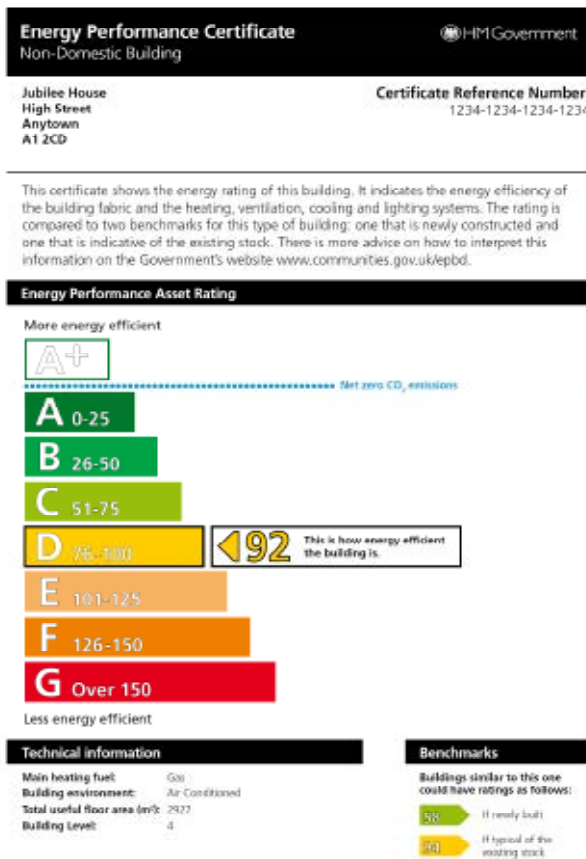 Energy Performance Certificate
Non-Domestic Building
HM Government
Jubilee House
High Street
Anytown
A1 2CD
Certificate Reference Number
1234-1234-1234-1234
This certificate shows the energy rating of this building. It indicates the energy efficiency of
the building fabric and the heating, ventilation, cooling and lighting systems. The rating is
compared to two benchmarks for this type of building: one that is newly constructed and
one that is indicative of the existing stock. There is more advice on how to interpret this
information on the Government's website www.communities.gov.uk/epbd.
Energy Performance Asset Rating
More energy efficient
A+
Net zero CO₂ emissions
A 0-25
B 26-50
C 51-75
D 76-100
92 This is how energy efficient
the building is.
E 101-125
F 126-150
G Over 150
Less energy efficient
Technical information
Main heating fuel: Gas
Building environment: Air Conditioned
Total useful floor area (m²): 2927
Building Level: 4
Benchmarks
Buildings similar to this one
could have ratings as follows:
58 If newly built
94 If typical of the
existing stock